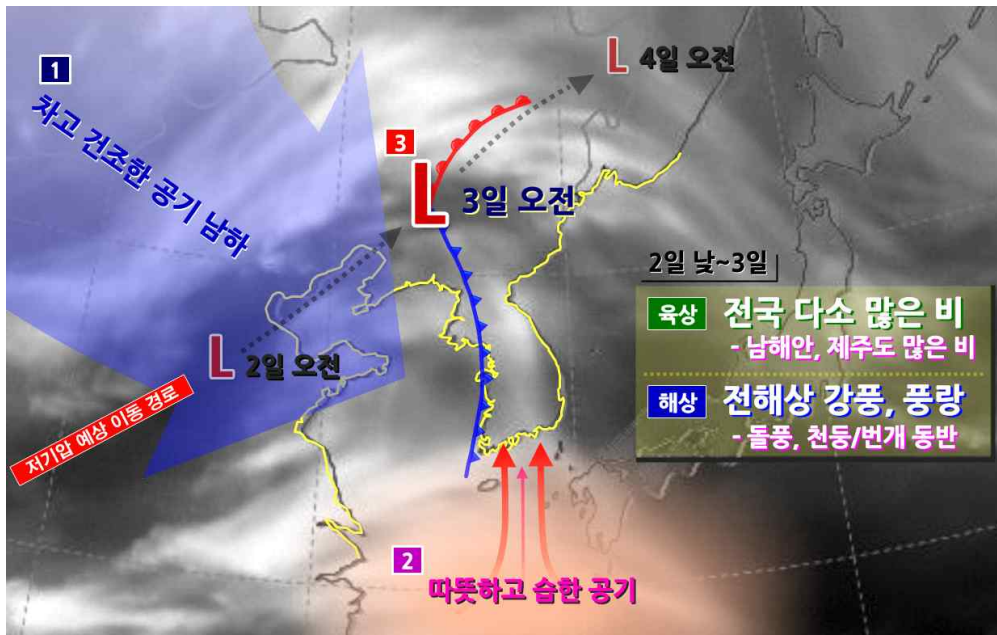 1
차고 건조한 공기 남하
L 4일 오전
3
L 3일 오전
L 2일 오전
저기압 예상 이동 경로
2일 낮~3일
육상 전국 다소 많은 비
- 남해안, 제주도 많은 비
해상 전해상 강풍, 풍랑
- 돌풍, 천둥/번개 동반
2
따뜻하고 습한 공기